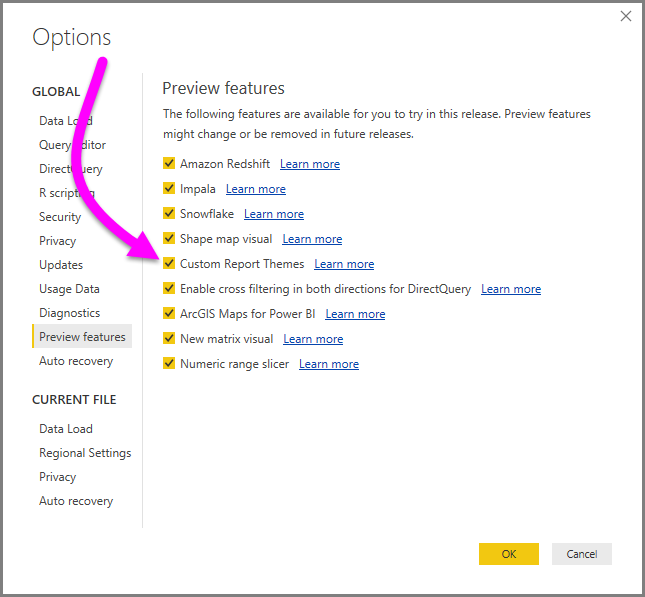 Options
GLOBAL
Data Load
Query Editor
DirectQuery
R scripting
Security
Privacy
Updates
Usage Data
Diagnostics
Preview features
Auto recovery
CURRENT FILE
Data Load
Regional Settings
Privacy
Auto recovery
Preview features
The following features are available for you to try in this release. Preview features
might change or be removed in future releases.
Amazon Redshift Learn more
Impala Learn more
Snowflake Learn more
Shape map visual Learn more
Custom Report Themes Learn more
Enable cross filtering in both directions for DirectQuery Learn more
ArcGIS Maps for Power BI Learn more
New matrix visual Learn more
Numeric range slicer Learn more
OK Cancel